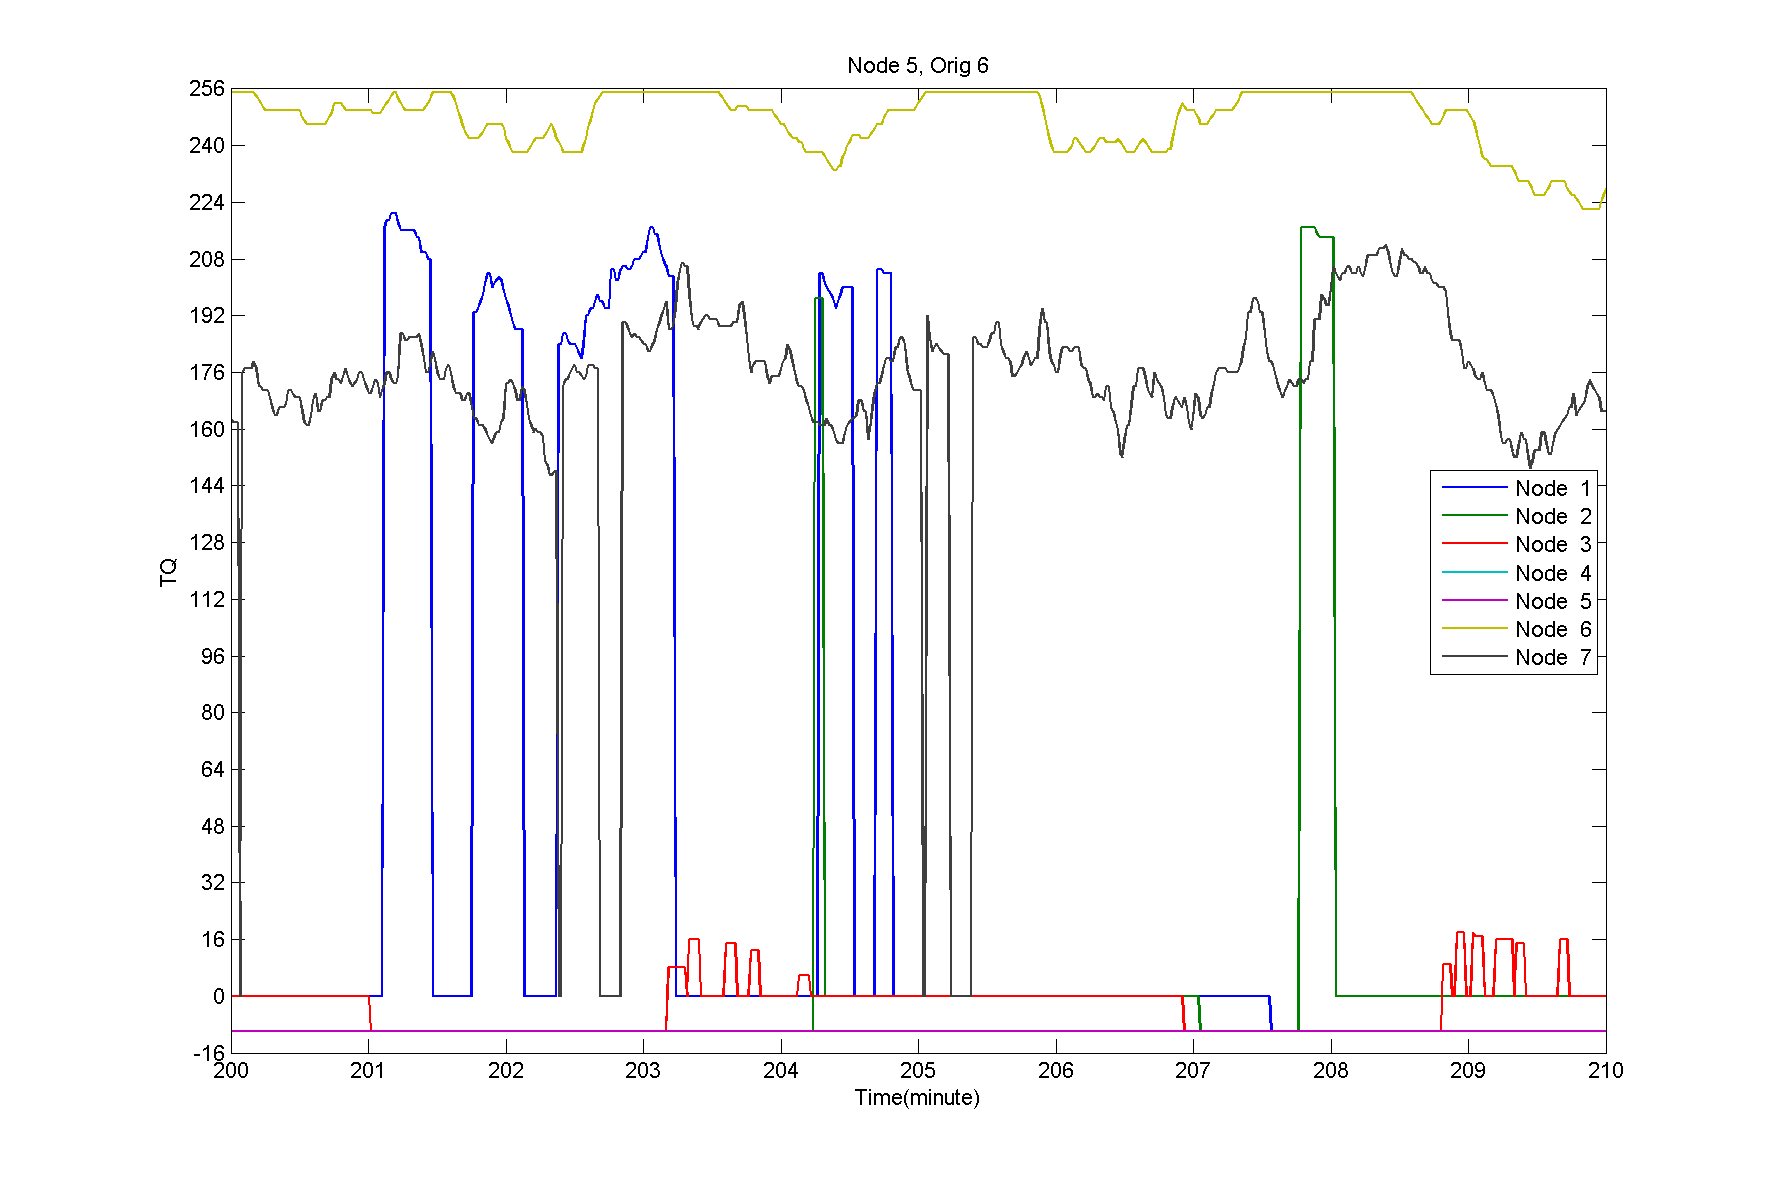 Node 5, Orig 6
256
240
224
208
192
176
160
144
128
112
96
80
64
48
32
16
0
-16
TQ
Node 1
Node 2
Node 3
Node 4
Node 5
Node 6
Node 7
200 201 202 203 204 205 206 207 208 209 210
Time(minute)